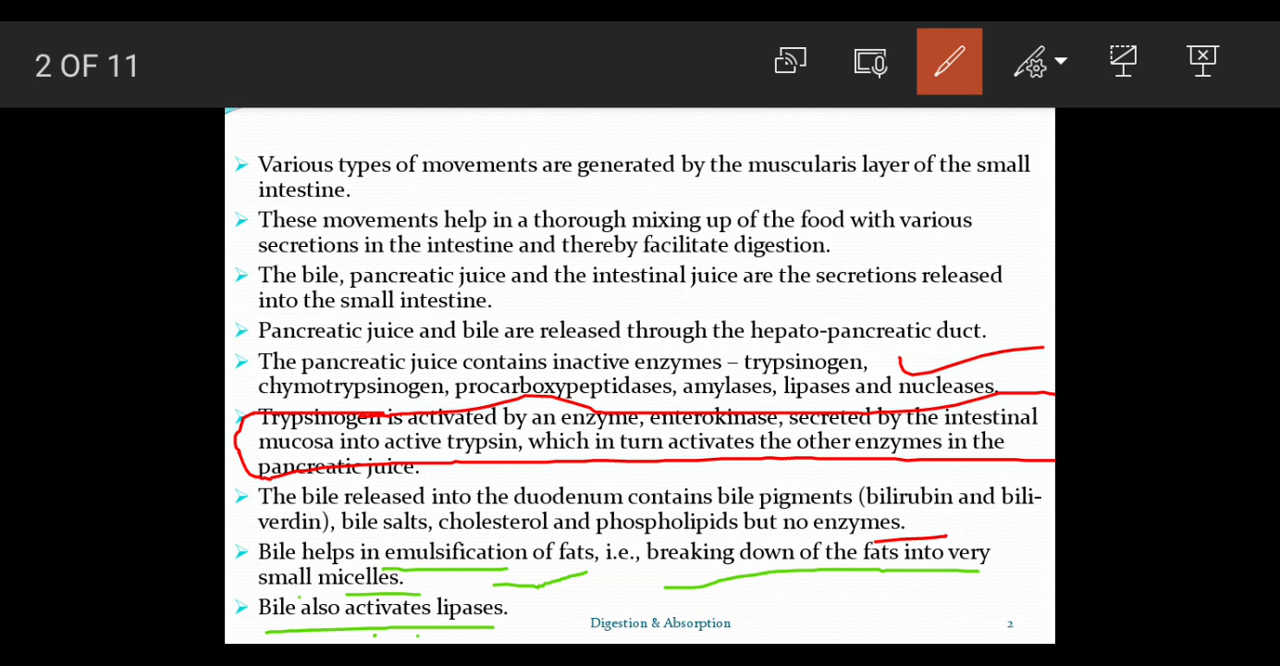 2 OF 11
Various types of movements are generated by the muscularis layer of the small
intestine.
These movements help in a thorough mixing up of the food with various
secretions in the intestine and thereby facilitate digestion.
The bile, pancreatic juice and the intestinal juice are the secretions released
into the small intestine.
Pancreatic juice and bile are released through the hepato-pancreatic duct.
The pancreatic juice contains inactive enzymes – trypsinogen,
chymotrypsinogen, procarboxypeptidases, amylases, lipases and nucleases.
Trypsinogen is activated by an enzyme, enterokinase, secreted by the intestinal
mucosa into active trypsin, which in turn activates the other enzymes in the
pancreatic juice.
The bile released into the duodenum contains bile pigments (bilirubin and bili-
verdin), bile salts, cholesterol and phospholipids but no enzymes.
Bile helps in emulsification of fats, i.e., breaking down of the fats into very
small micelles.
Bile also activates lipases.
Digestion & Absorption
2